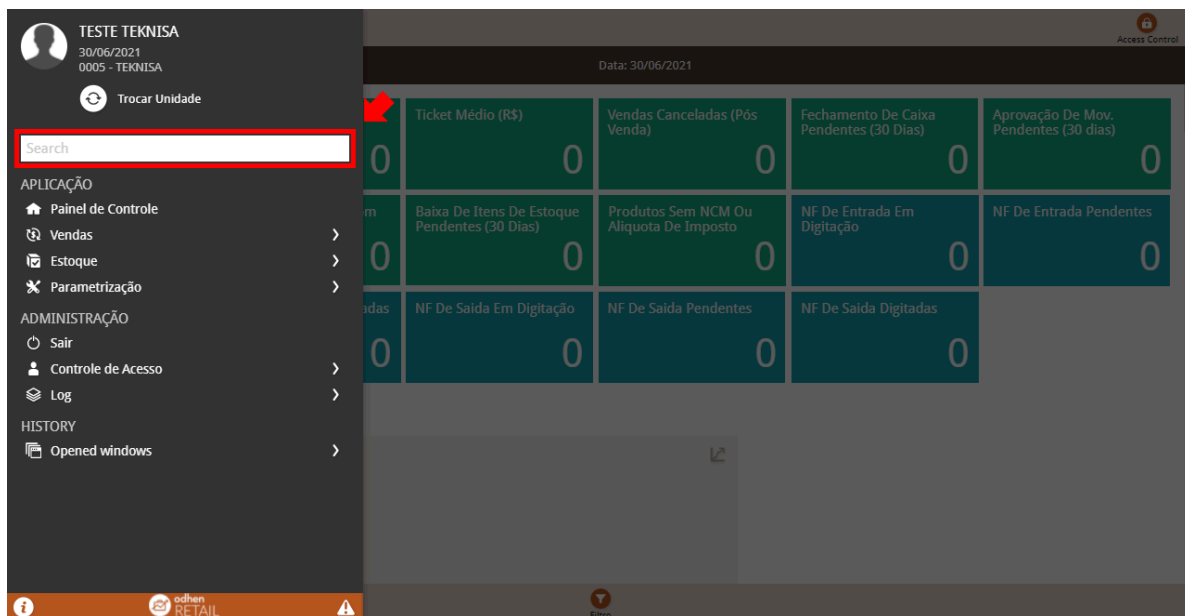 TESTE TEKNISA
30/06/2021
0005 - TEKNISA
Trocar Unidade
Search
APLICAÇÃO
Painel de Controle
Vendas
Estoque
Parametrização
ADMINISTRAÇÃO
Sair
Controle de Acesso
Log
HISTORY
Opened windows
odhen
RETAIL
Access Control
Data: 30/06/2021
0
Ticket Médio (R$)
0
Vendas Canceladas (Pós
Venda)
0
Fechamento De Caixa
Pendentes (30 Dias)
0
Aprovação De Mov.
Pendentes (30 dias)
0
0
Baixa De Itens De Estoque
Pendentes (30 Dias)
0
Produtos Sem NCM Ou
Aliquota De Imposto
0
NF De Entrada Em
Digitação
0
NF De Entrada Pendentes
0
0
NF De Saida Em Digitação
0
NF De Saida Pendentes
0
NF De Saida Digitadas
0
Filtro